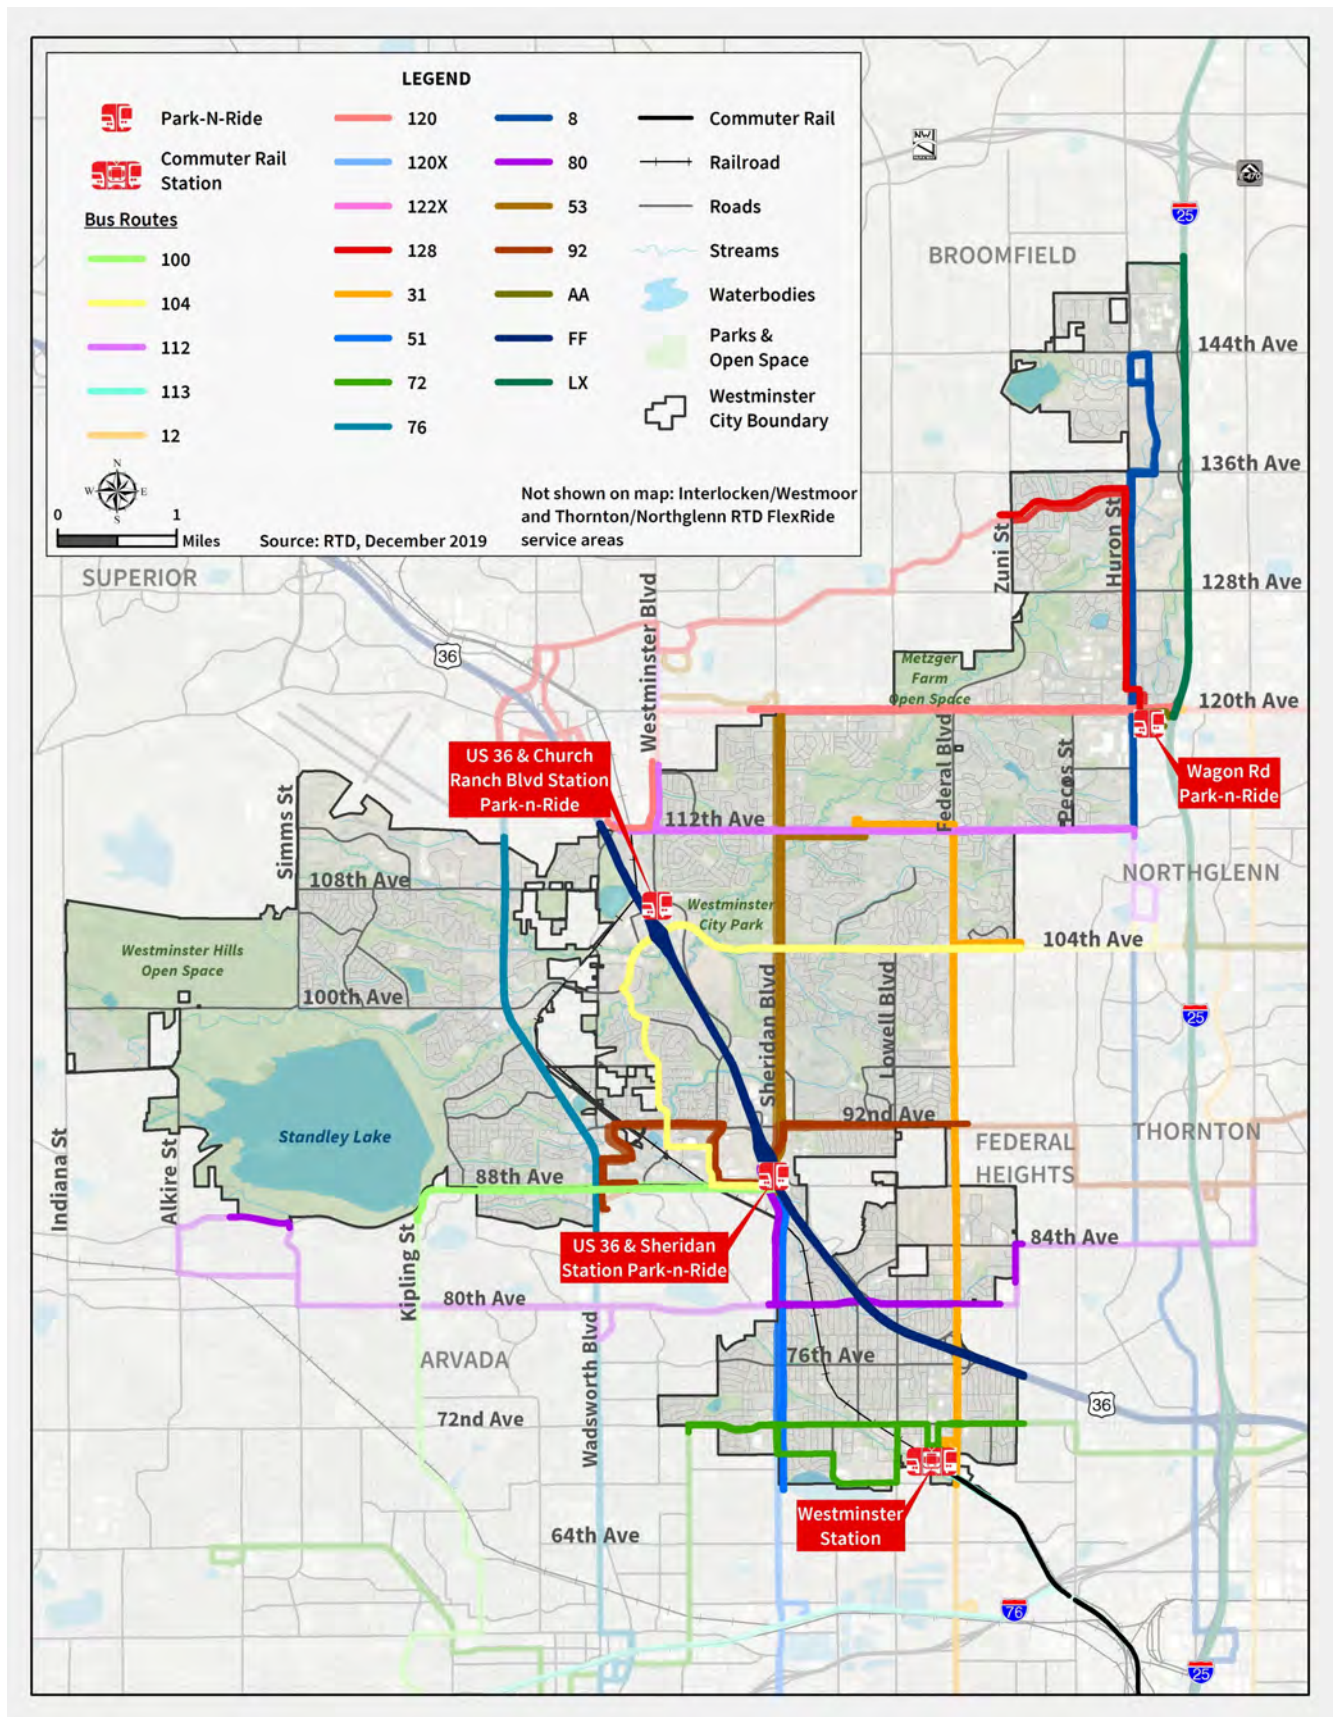 LEGEND
Park-N-Ride
Commuter Rail
Station
Bus Routes
100
104
112
113
12
120
120X
122X
128
31
51
72
76
8
80
53
92
AA
FF
LX
Commuter Rail
Railroad
Roads
Streams
Waterbodies
Parks &
Open Space
Westminster
City Boundary
N
W
E
S
0
1
Miles
Source: RTD, December 2019
Not shown on map: Interlocken/Westmoor
and Thornton/Northglenn RTD FlexRide
service areas
NW
25
BROOMFIELD
144th Ave
136th Ave
Zuni St
Huron St
128th Ave
SUPERIOR
Westminster Blvd
36
Metzger
Farm
Open Space
120th Ave
Federal Blvd
Pecos St
US 36 & Church
Ranch Blvd Station
Park-n-Ride
Wagon Rd
Park-n-Ride
Simms St
112th Ave
108th Ave
NORTHGLENN
Westminster
City Park
104th Ave
Westminster Hills
Open Space
100th Ave
Sheridan Blvd
Lowell Blvd
25
92nd Ave
Standley Lake
FEDERAL
HEIGHTS
THORNTON
Indiana St
Alkire St
88th Ave
Kipling St
US 36 & Sheridan
Station Park-n-Ride
84th Ave
80th Ave
Wadsworth Blvd
ARVADA
76th Ave
36
72nd Ave
Westminster
Station
64th Ave
76
25